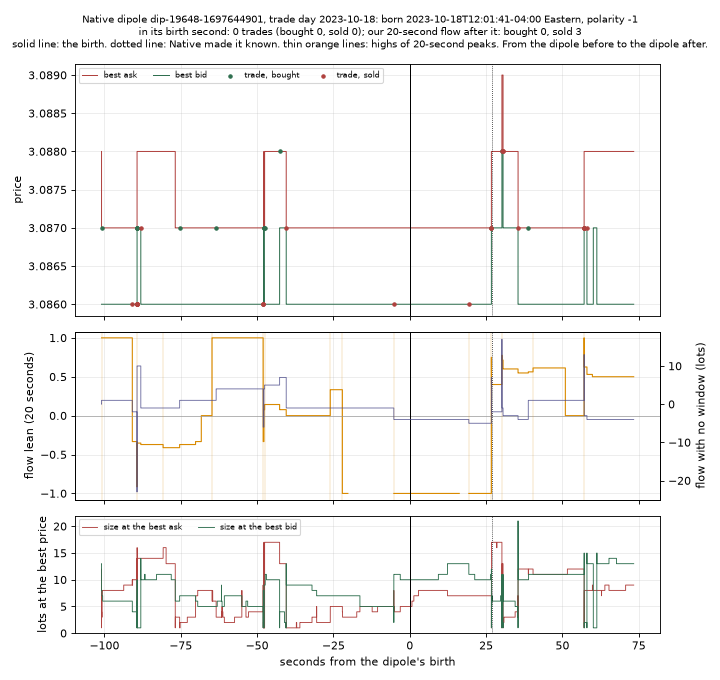 Native dipole dip-19648-1697644901, trade day 2023-10-18: born 2023-10-18T12:01:41-04:00 Eastern, polarity -1
in its birth second: 0 trades (bought 0, sold 0); our 20-second flow after it: bought 0, sold 3
solid line: the birth. dotted line: Native made it known. thin orange lines: highs of 20-second peaks. From the dipole before to the dipole after.
best ask
best bid
trade, bought
trade, sold
3.0890
3.0885
3.0880
3.0875
3.0870
3.0865
3.0860
price
1.0
0.5
0.0
−0.5
−1.0
flow lean (20 seconds)
10
0
−10
−20
flow with no window (lots)
size at the best ask
size at the best bid
20
15
10
5
0
lots at the best price
−100
−75
−50
−25
0
25
50
75
seconds from the dipole's birth